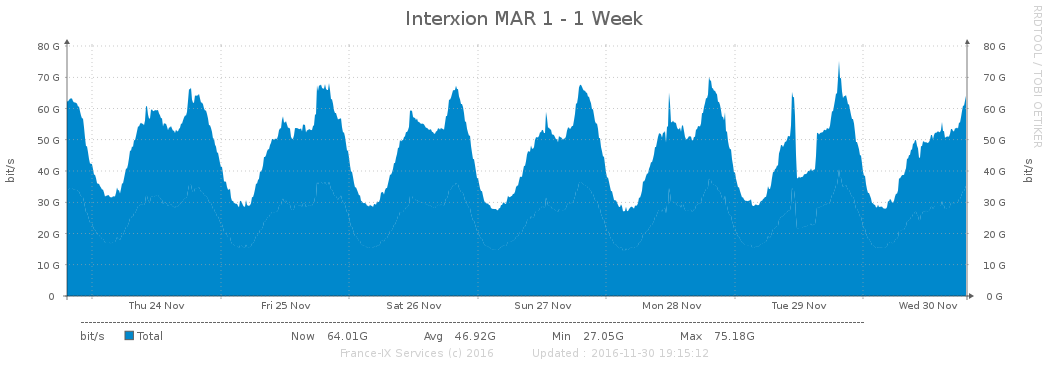 Interxion MAR 1 - 1 Week
RRDTOOL / TOBI OETIKER
80 G 80 G
70 G 70 G
60 G 60 G
50 G 50 G
40 G 40 G
30 G 30 G
20 G 20 G
10 G 10 G
0 0 G
bit/s bit/s
Thu 24 Nov Fri 25 Nov Sat 26 Nov Sun 27 Nov Mon 28 Nov Tue 29 Nov Wed 30 Nov
bit/s Total Now 64.01G Avg 46.92G Min 27.05G Max 75.18G
France-IX Services (c) 2016 Updated : 2016-11-30 19:15:12